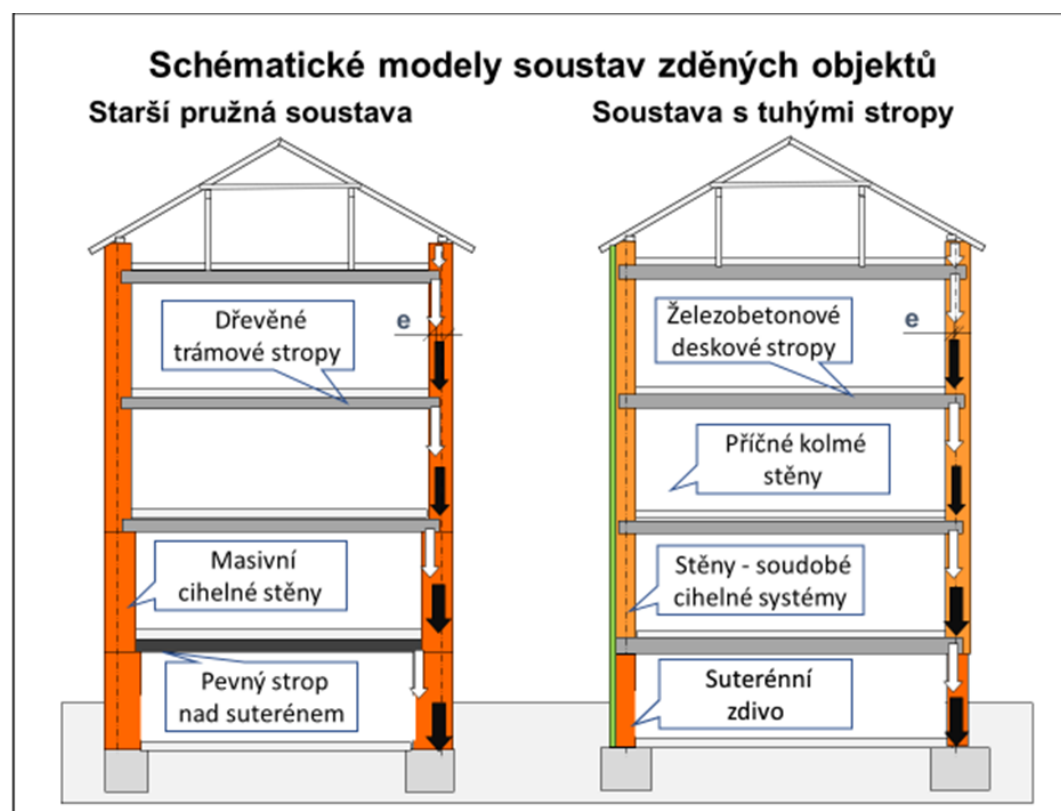 Schématické modely soustav zděných objektů
Starší pružná soustava
Soustava s tuhými stropy
Dřevěné
trámové stropy
e
Železobetonové
deskové stropy
e
Příčné kolmé
stěny
Masivní
cihelné stěny
Stěny - soudobé
cihelné systémy
Pevný strop
nad suterénem
Suterénní
zdivo